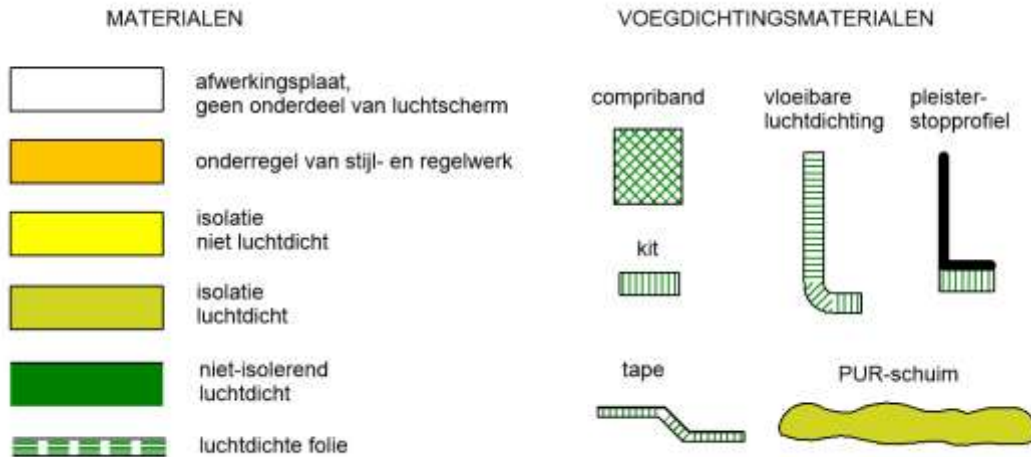 MATERIALEN
afwerkingsplaat,
geen onderdeel van luchtscherm
onderregel van stijl- en regelwerk
isolatie
niet luchtdicht
isolatie
luchtdicht
niet-isolerend
luchtdicht
luchtdichte folie
VOEGDICHTINGSMATERIALEN
compriband
vloeibare
luchtdichting
pleister-
stopprofiel
kit
tape
PUR-schuim